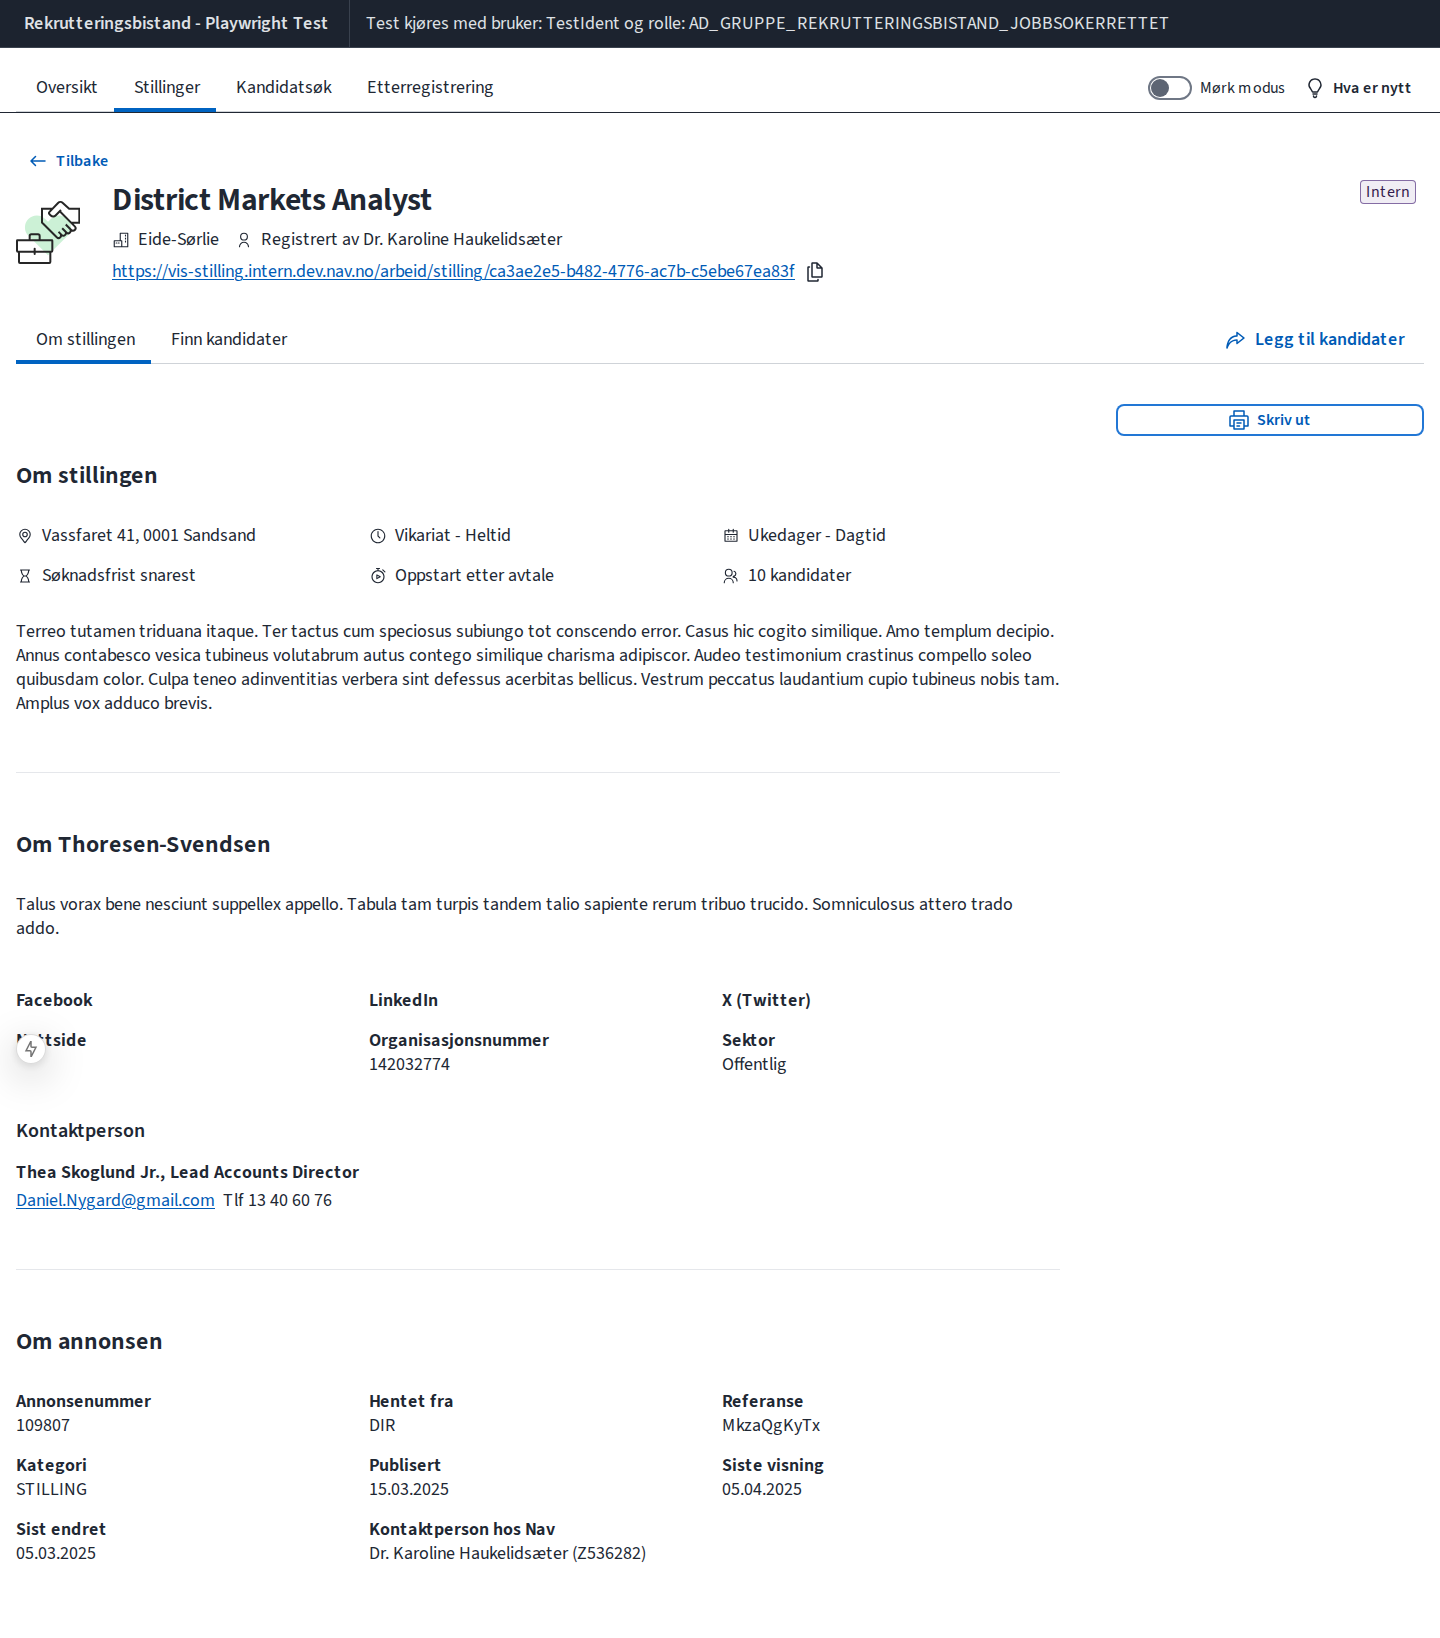 Rekrutteringsbistand - Playwright Test
Test kjøres med bruker: TestIdent og rolle: AD_GRUPPE_REKRUTTERINGSBISTAND_JOBBSOKERRETTET
Oversikt
Stillinger
Kandidatsøk
Etterregistrering
Mørk modus
Hva er nytt
Tilbake
District Markets Analyst
Intern
Eide-Sørlie
Registrert av Dr. Karoline Haukelidsæter
https://vis-stilling.intern.dev.nav.no/arbeid/stilling/ca3ae2e5-b482-4776-ac7b-c5ebe67ea83f
Om stillingen
Finn kandidater
Legg til kandidater
Skriv ut
Om stillingen
Vassfaret 41, 0001 Sandsand
Vikariat - Heltid
Ukedager - Dagtid
Søknadsfrist snarest
Oppstart etter avtale
10 kandidater
Terreo tutamen triduana itaque. Ter tactus cum speciosus subiungo tot conscendo error. Casus hic cogito similique. Amo templum decipio.
Annus contabesco vesica tubineus volutabrum autus contego similique charisma adipiscor. Audeo testimonium crastinus compello soleo
quibusdam color. Culpa teneo adinventitias verbera sint defessus acerbitas bellicus. Vestrum peccatus laudantium cupio tubineus nobis tam.
Amplus vox adduco brevis.
Om Thoresen-Svendsen
Talus vorax bene nesciunt suppellex appello. Tabula tam turpis tandem talio sapiente rerum tribuo trucido. Somniculosus attero trado
addo.
Facebook
LinkedIn
X (Twitter)
Organisasjonsnummer
142032774
Sektor
Offentlig
Kontaktperson
Thea Skoglund Jr., Lead Accounts Director
Daniel.Nygard@gmail.com Tlf 13 40 60 76
Om annonsen
Annonsenummer
109807
Hentet fra
DIR
Referanse
MkzaQgKyTx
Kategori
STILLING
Publisert
15.03.2025
Siste visning
05.04.2025
Sist endret
05.03.2025
Kontaktperson hos Nav
Dr. Karoline Haukelidsæter (Z536282)